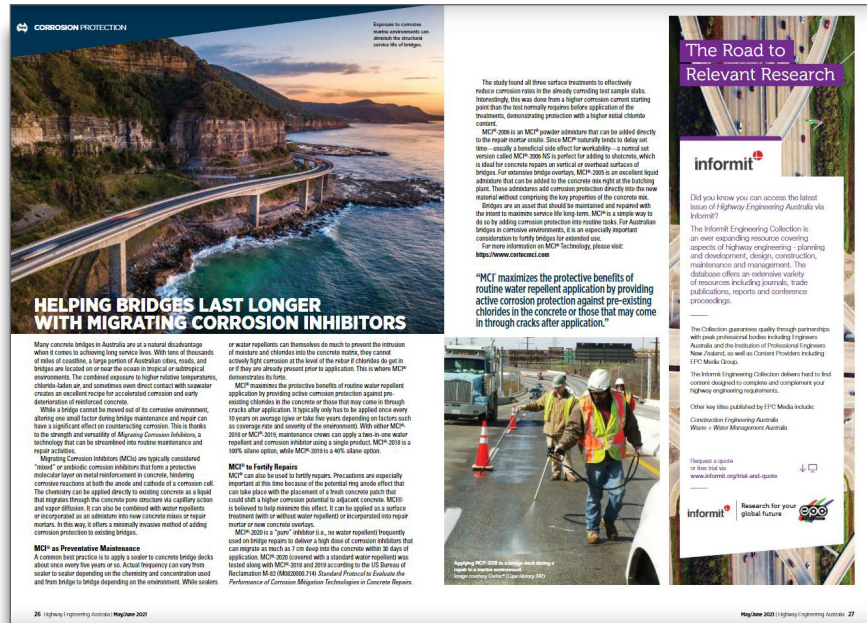 CORROSION PROTECTION
Exposure to corrosive
marine environments can
diminish the structural
service life of bridges.
HELPING BRIDGES LAST LONGER
WITH MIGRATING CORROSION INHIBITORS
Many concrete bridges in Australia are at a natural disadvantage
when it comes to achieving long service lives. With tens of thousands
of miles of coastline, a large portion of Australian cities, roads, and
bridges are located on or near the ocean in tropical or subtropical
environments. The combined exposure to higher relative temperatures,
chloride-laden air, and sometimes even direct contact with seawater
creates an excellent recipe for accelerated corrosion and early
deterioration of reinforced concrete.
While a bridge cannot be moved out of its corrosive environment,
altering one small factor during bridge maintenance and repair can
have a significant effect on counteracting corrosion. This is thanks
to the strength and versatility of Migrating Corrosion Inhibitors, a
technology that can be streamlined into routine maintenance and
repair activities.
Migrating Corrosion Inhibitors (MCIs) are typically considered
"mixed" or ambiodic corrosion inhibitors that form a protective
molecular layer on metal reinforcement in concrete, hindering
corrosive reactions at both the anode and cathode of a corrosion cell.
The chemistry can be applied directly to existing concrete as a liquid
that migrates through the concrete pore structure via capillary action
and vapor diffusion. It can also be combined with water repellents
or incorporated as an admixture into new concrete mixes or repair
mortars. In this way, it offers a minimally invasive method of adding
corrosion protection to existing bridges.
MCI® as Preventative Maintenance
A common best practice is to apply a sealer to concrete bridge decks
about once every five years or so. Actual frequency can vary from
sealer to sealer depending on the chemistry and concentration used
and from bridge to bridge depending on the environment. While sealers
or water repellents can themselves do much to prevent the intrusion
of moisture and chlorides into the concrete matrix, they cannot
actively fight corrosion at the level of the rebar if chlorides do get in
or if they are already present prior to application. This is where MCI®
demonstrates its forte.
MCI® maximizes the protective benefits of routine water repellent
application by providing active corrosion protection against pre-
existing chlorides in the concrete or those that may come in through
cracks after application. It typically only has to be applied once every
10 years on average (give or take five years depending on factors such
as coverage rate and severity of the environment). With either MCI®-
2018 or MCI®-2019, maintenance crews can apply a two-in-one water
repellent and corrosion inhibitor using a single product. MCI®-2018 is a
100% silane option, while MCI®-2019 is a 40% silane option.
MCI® to Fortify Repairs
MCI® can also be used to fortify repairs. Precautions are especially
important at this time because of the potential ring anode effect that
can take place with the placement of a fresh concrete patch that
could shift a higher corrosion potential to adjacent concrete. MCI®
is believed to help minimize this effect. It can be applied as a surface
treatment (with or without water repellent) or incorporated into repair
mortar or new concrete overlays.
MCI®-2020 is a "pure" inhibitor (i.e., no water repellent) frequently
used on bridge repairs to deliver a high dose of corrosion inhibitors that
can migrate as much as 7 cm deep into the concrete within 30 days of
application. MCI®-2020 (covered with a standard water repellent) was
tested along with MCI®-2018 and 2019 according to the US Bureau of
Reclamation M-82 (M0820000.714) Standard Protocol to Evaluate the
Performance of Corrosion Mitigation Technologies in Concrete Repairs.
26 Highway Engineering Australia | May/June 2021
The study found all three surface treatments to effectively
reduce corrosion rates in the already corroding test sample slabs.
Interestingly, this was done from a higher corrosion current starting
point than the test normally requires before application of the
treatments, demonstrating protection with a higher initial chloride
content.
MCI®-2006 is an MCI® powder admixture that can be added directly
to the repair mortar onsite. Since MCI® naturally tends to delay set
time—usually a beneficial side effect for workability—a normal set
version called MCI®-2006 NS is perfect for adding to shotcrete, which
is ideal for concrete repairs on vertical or overhead surfaces of
bridges. For extensive bridge overlays, MCI®-2005 is an excellent liquid
admixture that can be added to the concrete mix right at the batching
plant. These admixtures add corrosion protection directly into the new
material without comprising the key properties of the concrete mix.
Bridges are an asset that should be maintained and repaired with
the intent to maximize service life long-term. MCI® is a simple way to
do so by adding corrosion protection into routine tasks. For Australian
bridges in corrosive environments, it is an especially important
consideration to fortify bridges for extended use.
For more information on MCI® Technology, please visit:
https://www.cortecmci.com
"MCI® maximizes the protective benefits of
routine water repellent application by providing
active corrosion protection against pre-existing
chlorides in the concrete or those that may come
in through cracks after application."
Applying MCI®-2018 to a bridge deck during a
repair in a marine environment.
Image courtesy Cortec® (Case History 347)
The Road to
Relevant Research
informit
Did you know you can access the latest
issue of Highway Engineering Australia via
Informit?
The Informit Engineering Collection is
an ever expanding resource covering
aspects of highway engineering - planning
and development, design, construction,
maintenance and management. The
database offers an extensive variety
of resources including journals, trade
publications, reports and conference
proceedings.
The Collection guarantees quality through partnerships
with peak professional bodies including Engineers
Australia and the Institution of Professional Engineers
New Zealand, as well as Content Providers including
EPC Media Group.
The Informit Engineering Collection delivers hard to find
content designed to complete and complement your
highway engineering requirements.
Other key titles published by EPC Media include:
Construction Engineering Australia
Waste + Water Management Australia
Request a quote
or free trial via
www.informit.org/trial-and-quote
informit
Research for your
global future
epc
May/June 2021 | Highway Engineering Australia 27